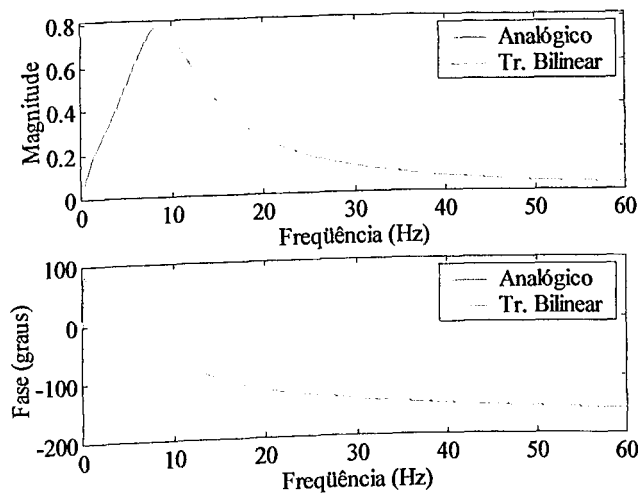 0.8
0.6
0.4
0.2
0
Magnitude
Analógico
Tr. Bilinear
0 10 20 30 40 50 60
Freqüência (Hz)
100
0
-100
-200
Fase (graus)
Analógico
Tr. Bilinear
0 10 20 30 40 50 60
Freqüência (Hz)